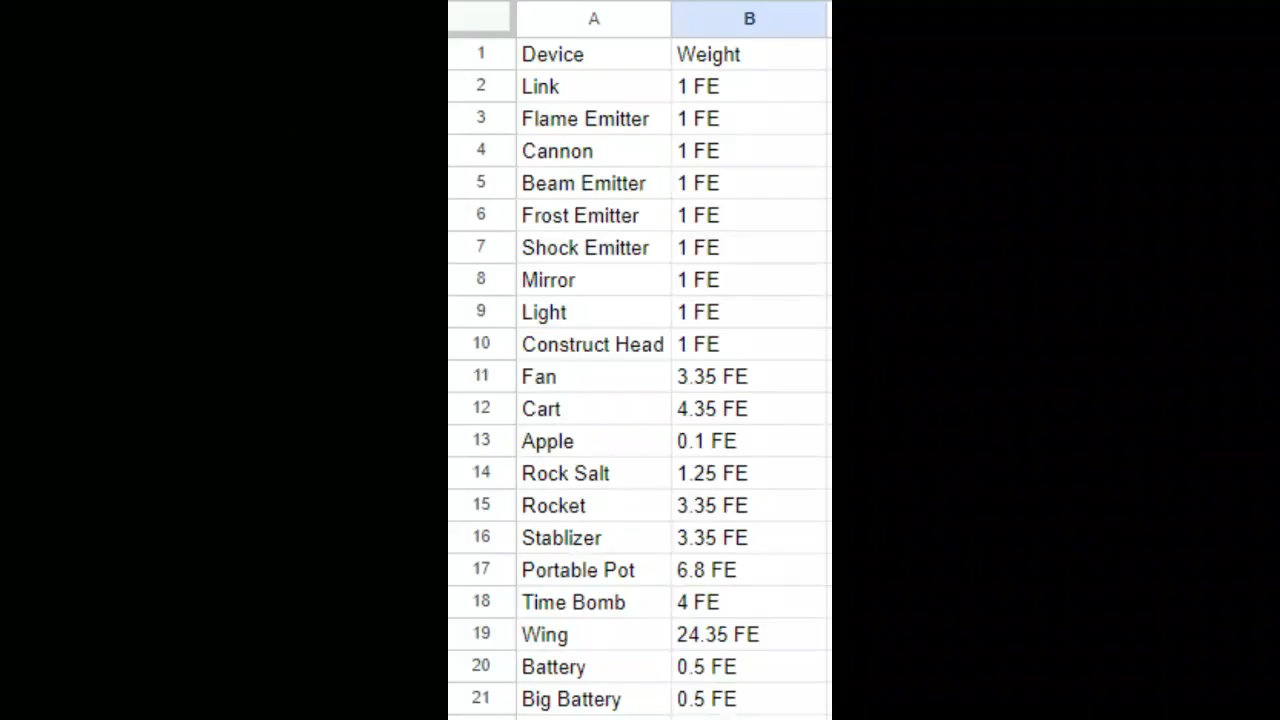 A B
1 Device Weight
2 Link 1 FE
3 Flame Emitter 1 FE
4 Cannon 1 FE
5 Beam Emitter 1 FE
6 Frost Emitter 1 FE
7 Shock Emitter 1 FE
8 Mirror 1 FE
9 Light 1 FE
10 Construct Head 1 FE
11 Fan 3.35 FE
12 Cart 4.35 FE
13 Apple 0.1 FE
14 Rock Salt 1.25 FE
15 Rocket 3.35 FE
16 Stablizer 3.35 FE
17 Portable Pot 6.8 FE
18 Time Bomb 4 FE
19 Wing 24.35 FE
20 Battery 0.5 FE
21 Big Battery 0.5 FE